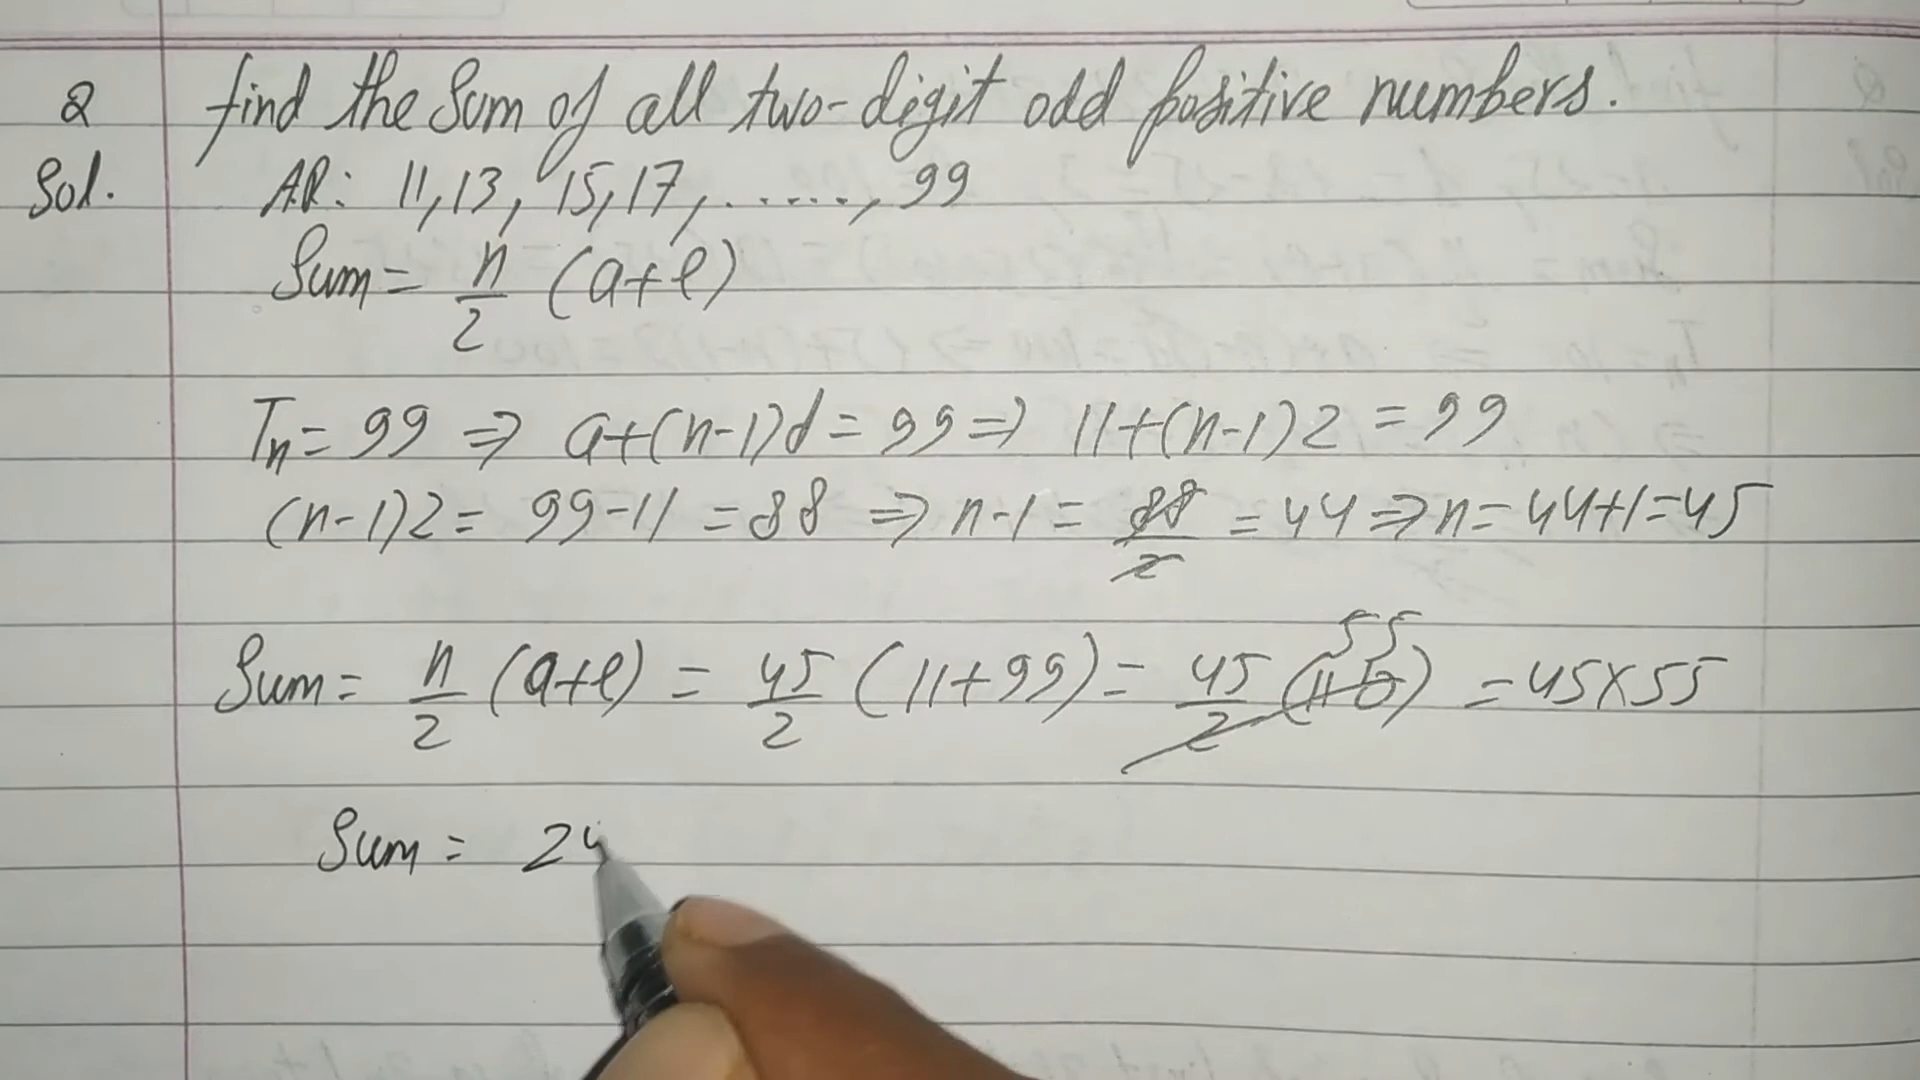 Q find the Sum of all two-digit odd positive numbers.
Sol. A.P: 11, 13, 15, 17, ......, 99
Sum = n/2 (a+l)
Tn = 99 ⇒ a+(n-1)d = 99 ⇒ 11+(n-1)2 = 99
(n-1)2 = 99-11 = 88 ⇒ n-1 = 88/2 = 44 ⇒ n = 44+1 = 45
Sum = n/2 (a+l) = 45/2 (11+99) = 45/2 (110) 55 = 45×55
Sum = 24